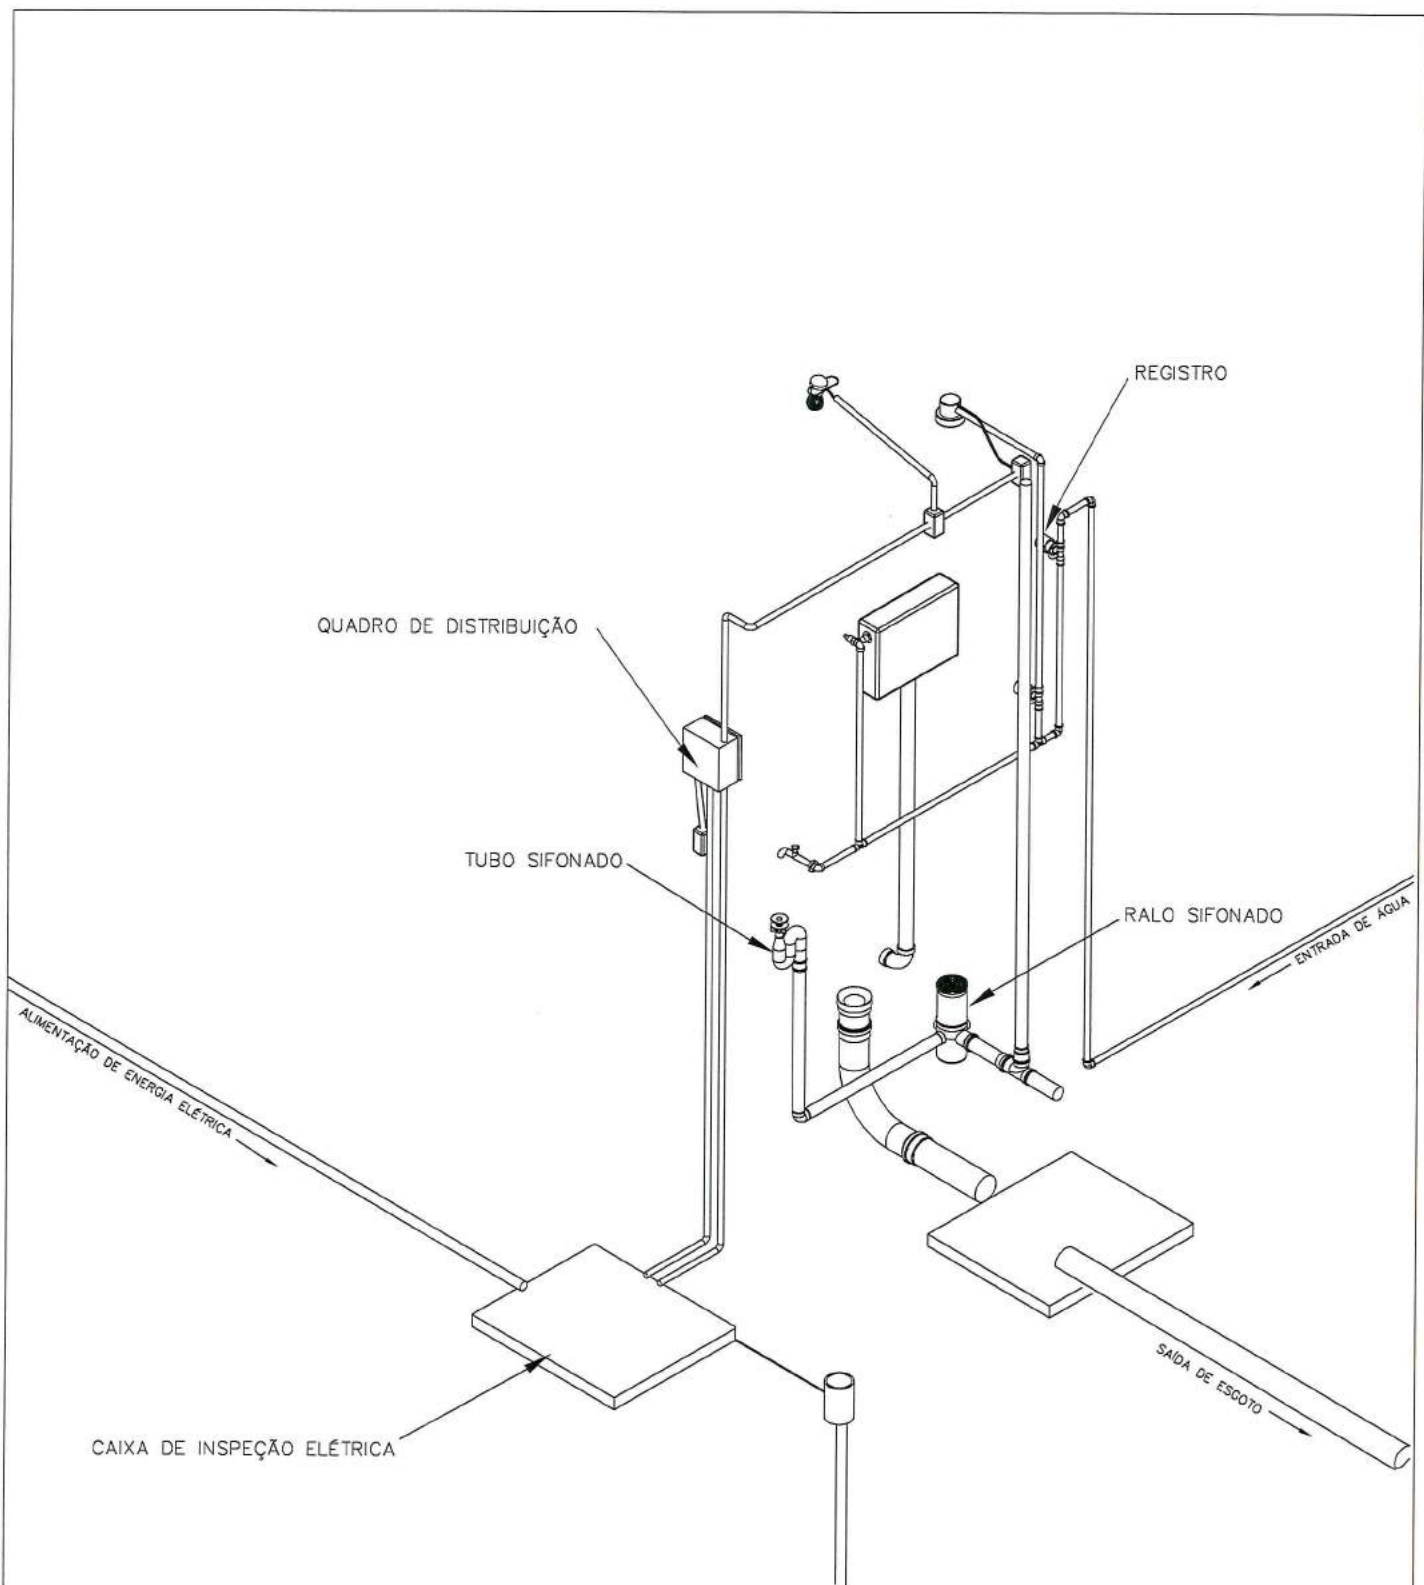 REGISTRO
QUADRO DE DISTRIBUIÇÃO
TUBO SIFONADO
RALO SIFONADO
ENTRADA DE ÁGUA
ALIMENTAÇÃO DE ENERGIA ELÉTRICA
SAÍDA DE ESGOTO
CAIXA DE INSPEÇÃO ELÉTRICA